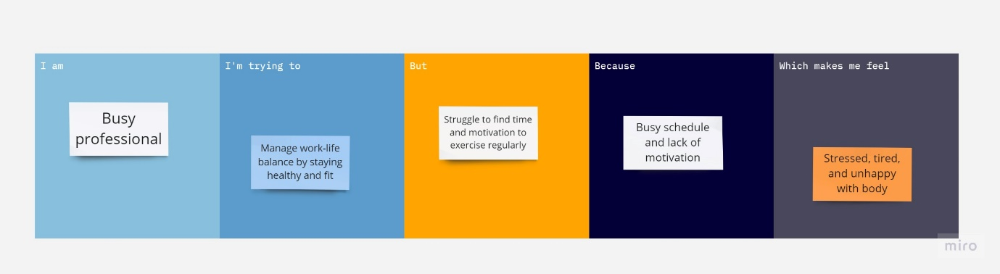 I am
Busy
professional
I'm trying to
Manage work-life
balance by staying
healthy and fit
But
Struggle to find time
and motivation to
exercise regularly
Because
Busy schedule
and lack of
motivation
Which makes me feel
Stressed, tired,
and unhappy
with body
miro